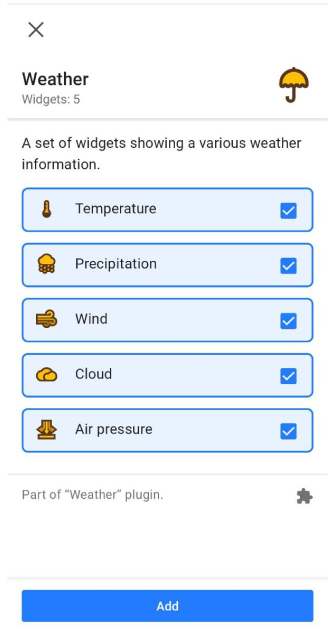 Weather
Widgets: 5
A set of widgets showing a various weather
information.
Temperature
Precipitation
Wind
Cloud
Air pressure
Part of “Weather” plugin.
Add